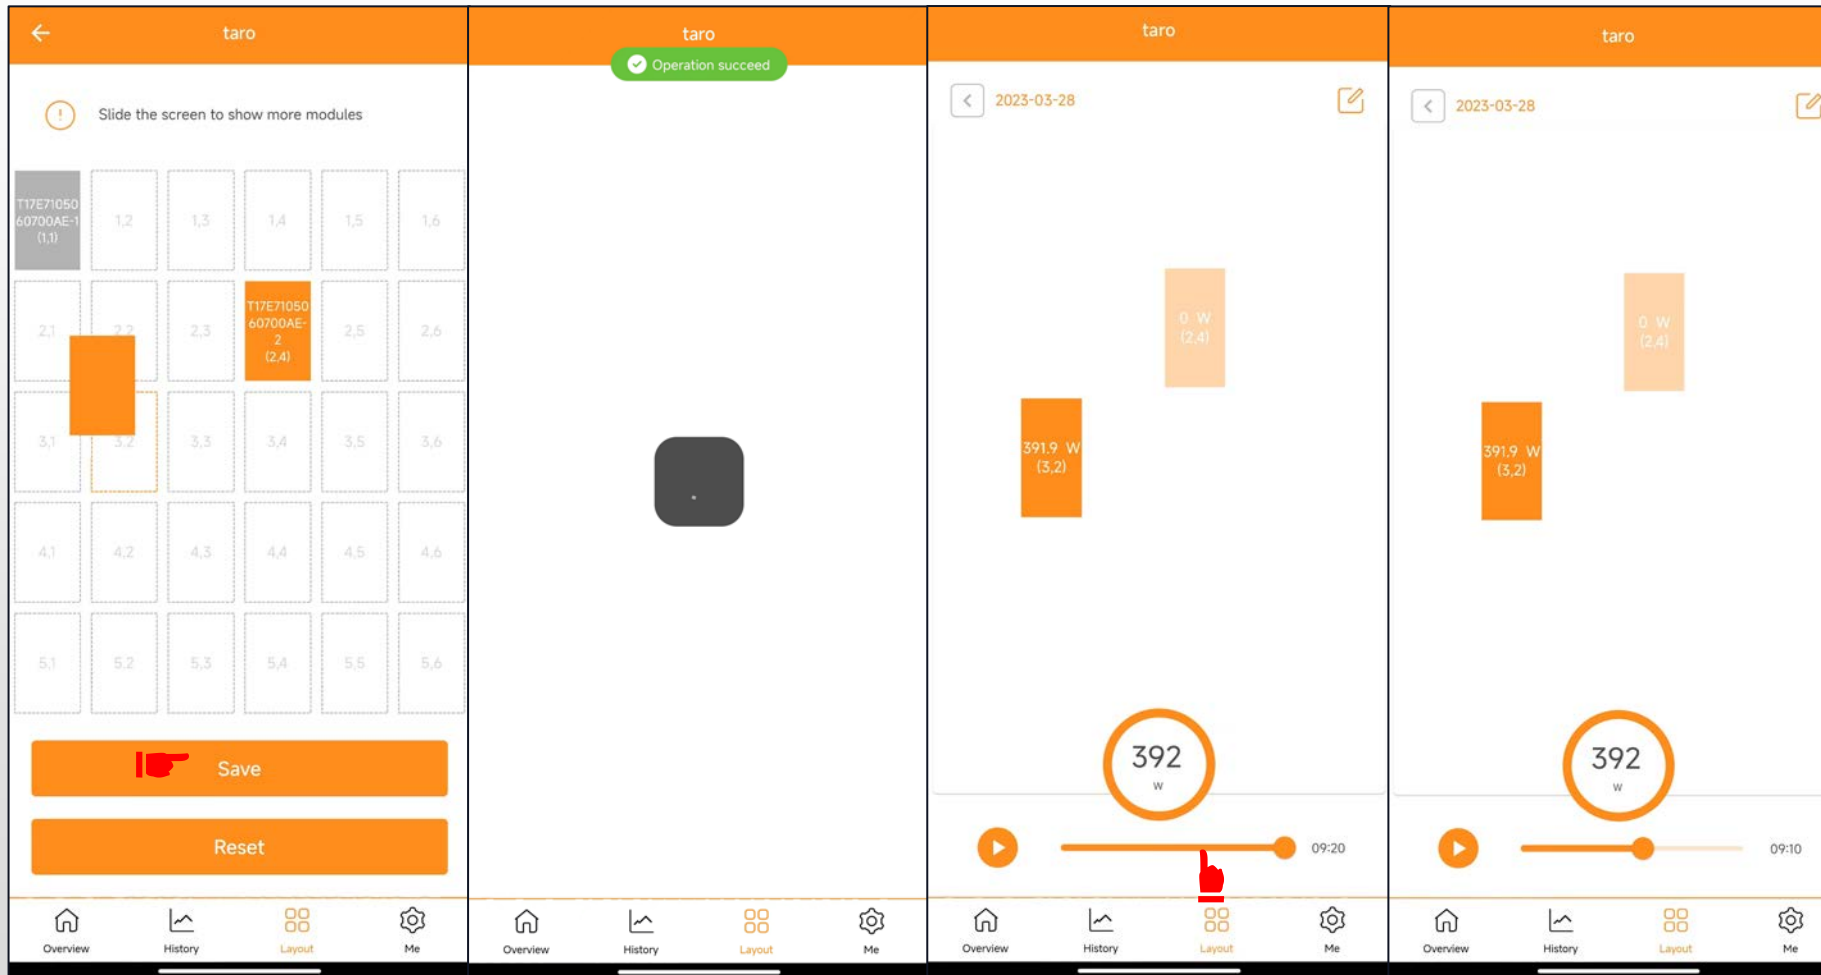 taro
Slide the screen to show more modules
T17E71050
60700AE-1
(1,1)
1,2
1,3
1,4
1,5
1,6
2,1
2,2
2,3
T17E71050
60700AE-
2
(2,4)
2,5
2,6
3,1
3,2
3,3
3,4
3,5
3,6
4,1
4,2
4,3
4,4
4,5
4,6
5,1
5,2
5,3
5,4
5,5
5,6
Save
Reset
Overview
History
Layout
Me
taro
Operation succeed
Overview
History
Layout
Me
taro
2023-03-28
0 W
(2,4)
391.9 W
(3,2)
392
W
09:20
Overview
History
Layout
Me
taro
2023-03-28
0 W
(2,4)
391.9 W
(3,2)
392
W
09:10
Overview
History
Layout
Me